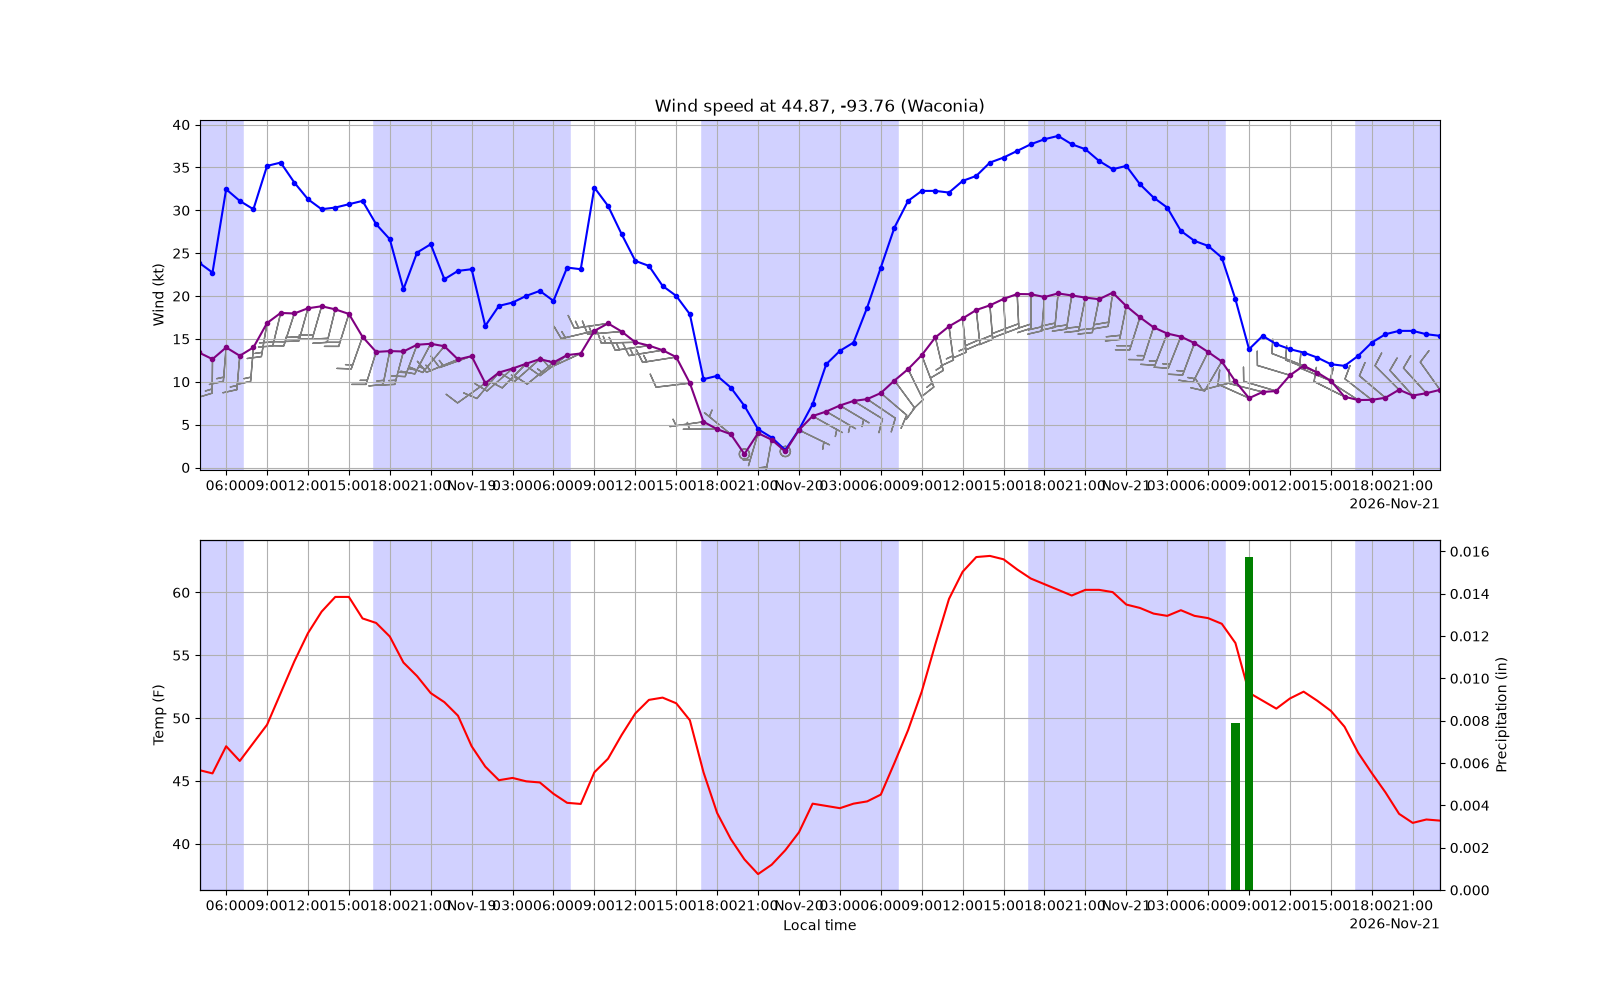 Wind speed at 44.87, -93.76 (Waconia)
40
35
30
25
20
15
10
5
0
Wind (kt)
06:00 09:00 12:00 15:00 18:00 21:00 Nov-19 03:00 06:00 09:00 12:00 15:00 18:00 21:00 Nov-20 03:00 06:00 09:00 12:00 15:00 18:00 21:00 Nov-21 03:00 06:00 09:00 12:00 15:00 18:00 21:00
2026-Nov-21
60
55
50
45
40
Temp (F)
0.016
0.014
0.012
0.010
0.008
0.006
0.004
0.002
0.000
Precipitation (in)
06:00 09:00 12:00 15:00 18:00 21:00 Nov-19 03:00 06:00 09:00 12:00 15:00 18:00 21:00 Nov-20 03:00 06:00 09:00 12:00 15:00 18:00 21:00 Nov-21 03:00 06:00 09:00 12:00 15:00 18:00 21:00
Local time
2026-Nov-21